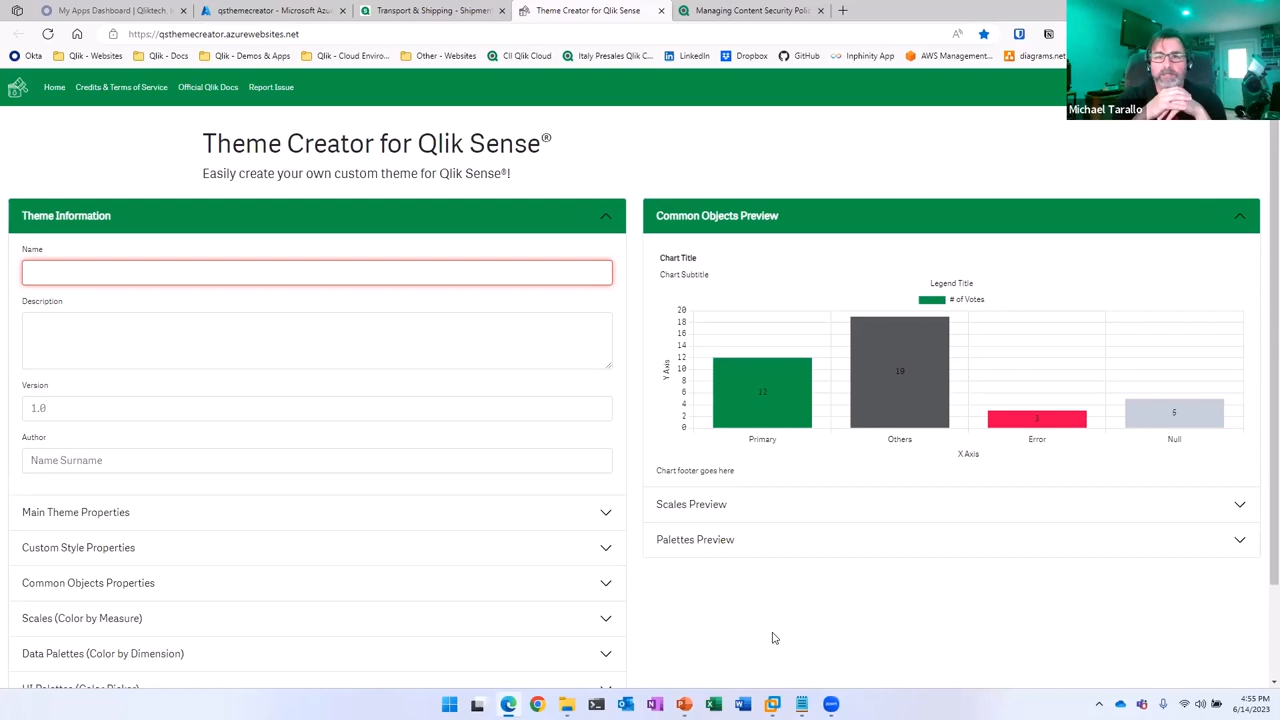 My Apps Dashboard | Qliktech, In
qsthemecreator - Microsoft Azu
Transport & Shipping - Shipmen
Theme Creator for Qlik Sense
Managing Content Security Polic
https://qsthemecreator.azurewebsites.net
Okta
Qlik - Websites
Qlik - Docs
Qlik - Demos & Apps
Qlik - Cloud Enviro...
Other - Websites
CII Qlik Cloud
Italy Presales Qlik C...
LinkedIn
Dropbox
GitHub
Inphinity App
AWS Management...
diagrams.net
Michael Tarallo
Home
Credits & Terms of Service
Official Qlik Docs
Report Issue
Theme Creator for Qlik Sense®
Easily create your own custom theme for Qlik Sense®!
Theme Information
Name
Description
Version
1.0
Author
Name Surname
Main Theme Properties
Custom Style Properties
Common Objects Properties
Scales (Color by Measure)
Data Palettes (Color by Dimension)
UI Palettes (Color Picker)
Common Objects Preview
Chart Title
Chart Subtitle
Legend Title
# of Votes
20
18
16
14
12
10
8
6
4
2
0
Y Axis
12
19
3
5
Primary
Others
Error
Null
X Axis
Chart footer goes here
Scales Preview
Palettes Preview
4:55 PM
6/14/2023